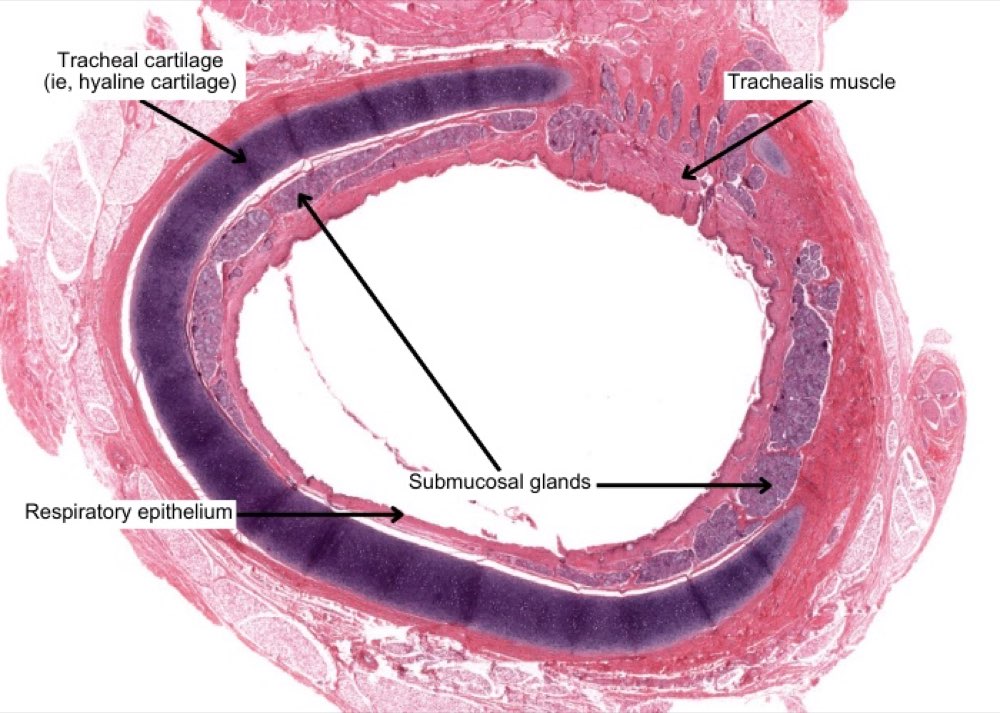 Tracheal cartilage
(ie, hyaline cartilage)
Trachealis muscle
Submucosal glands
Respiratory epithelium